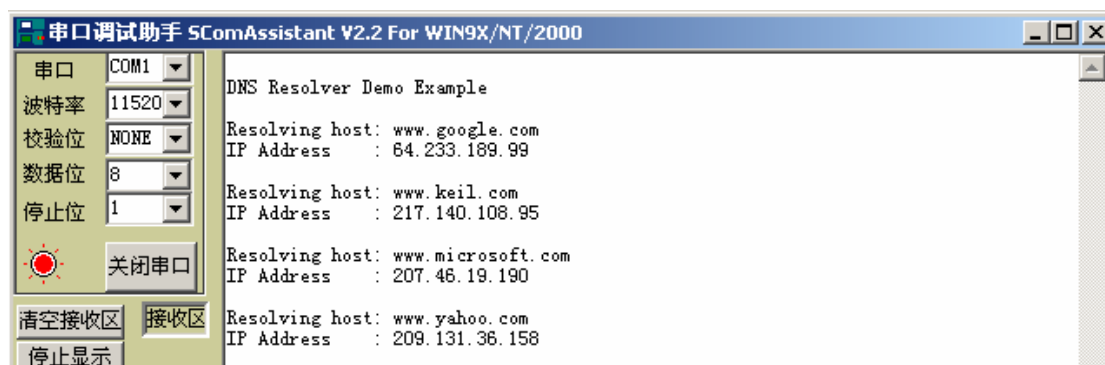 串口调试助手 SComAssistant V2.2 For WIN9X/NT/2000
串口 COM1
波特率 11520
校验位 NONE
数据位 8
停止位 1
关闭串口
清空接收区 接收区
停止显示
DNS Resolver Demo Example
Resolving host: www.google.com
IP Address : 64.233.189.99
Resolving host: www.keil.com
IP Address : 217.140.108.95
Resolving host: www.microsoft.com
IP Address : 207.46.19.190
Resolving host: www.yahoo.com
IP Address : 209.131.36.158